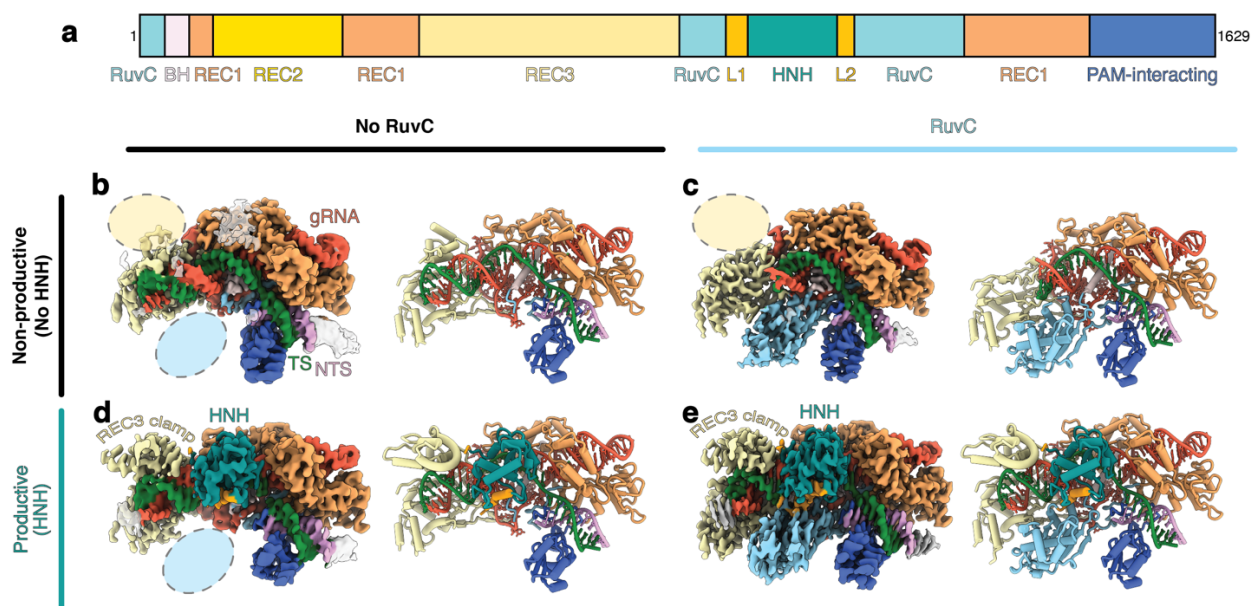 a
1 1629
RuvC BH REC1 REC2 REC1 REC3 RuvC L1 HNH L2 RuvC REC1 PAM-interacting
No RuvC RuvC
Non-productive
(No HNH)
b
gRNA
TS
NTS
c
Productive
(HNH)
d
REC3 clamp
HNH
e
REC3 clamp
HNH